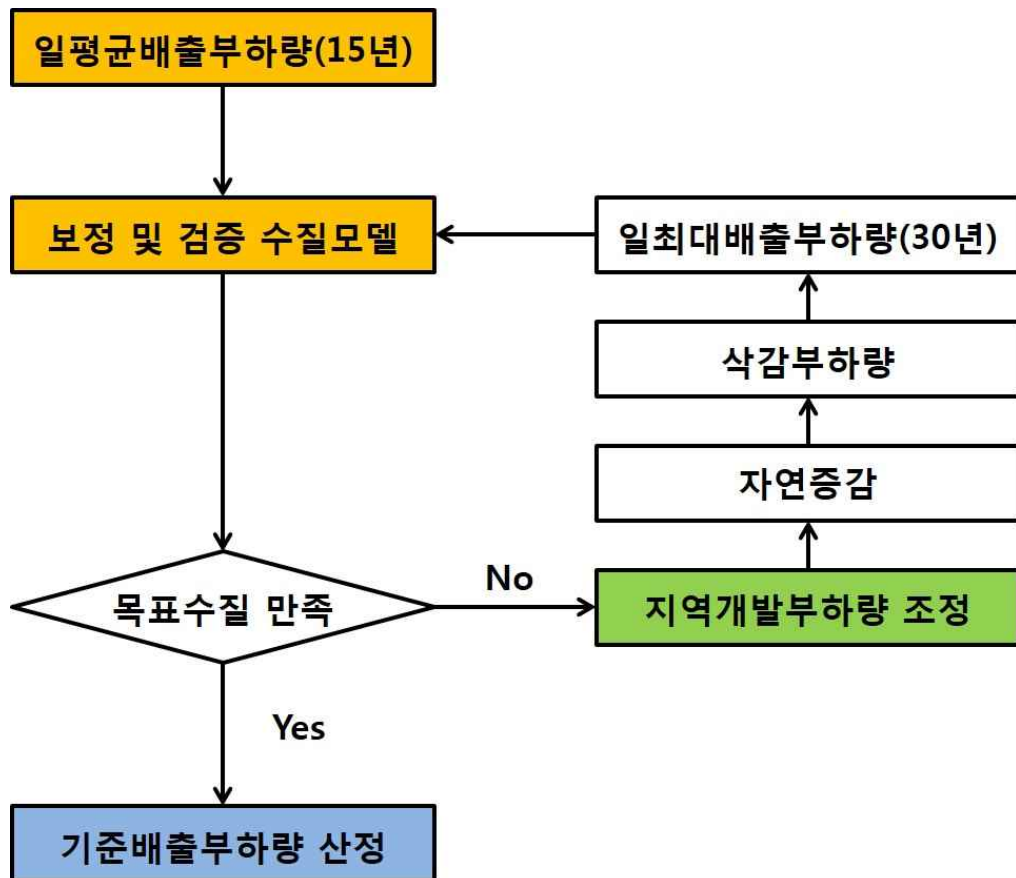 일평균배출부하량(15년)
보정 및 검증 수질모델
일최대배출부하량(30년)
삭감부하량
자연증감
목표수질 만족
No
지역개발부하량 조정
Yes
기준배출부하량 산정